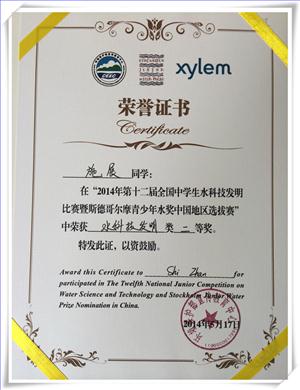 CEEC
xylem
荣誉证书
Certificate
施展 同学：
在“2014年第十二届全国中学生水科技发明
比赛暨斯德哥尔摩青少年水奖中国地区选拔赛”
中荣获 水科技发明 类 二 等奖。
特发此证，以资鼓励。
Award this Certificate to Shi Zhan for
participated in The Twelfth National Junior Competition on
Water Science and Technology and Stockholm Junior Water
Prize Nomination in China.
2014年5月17日